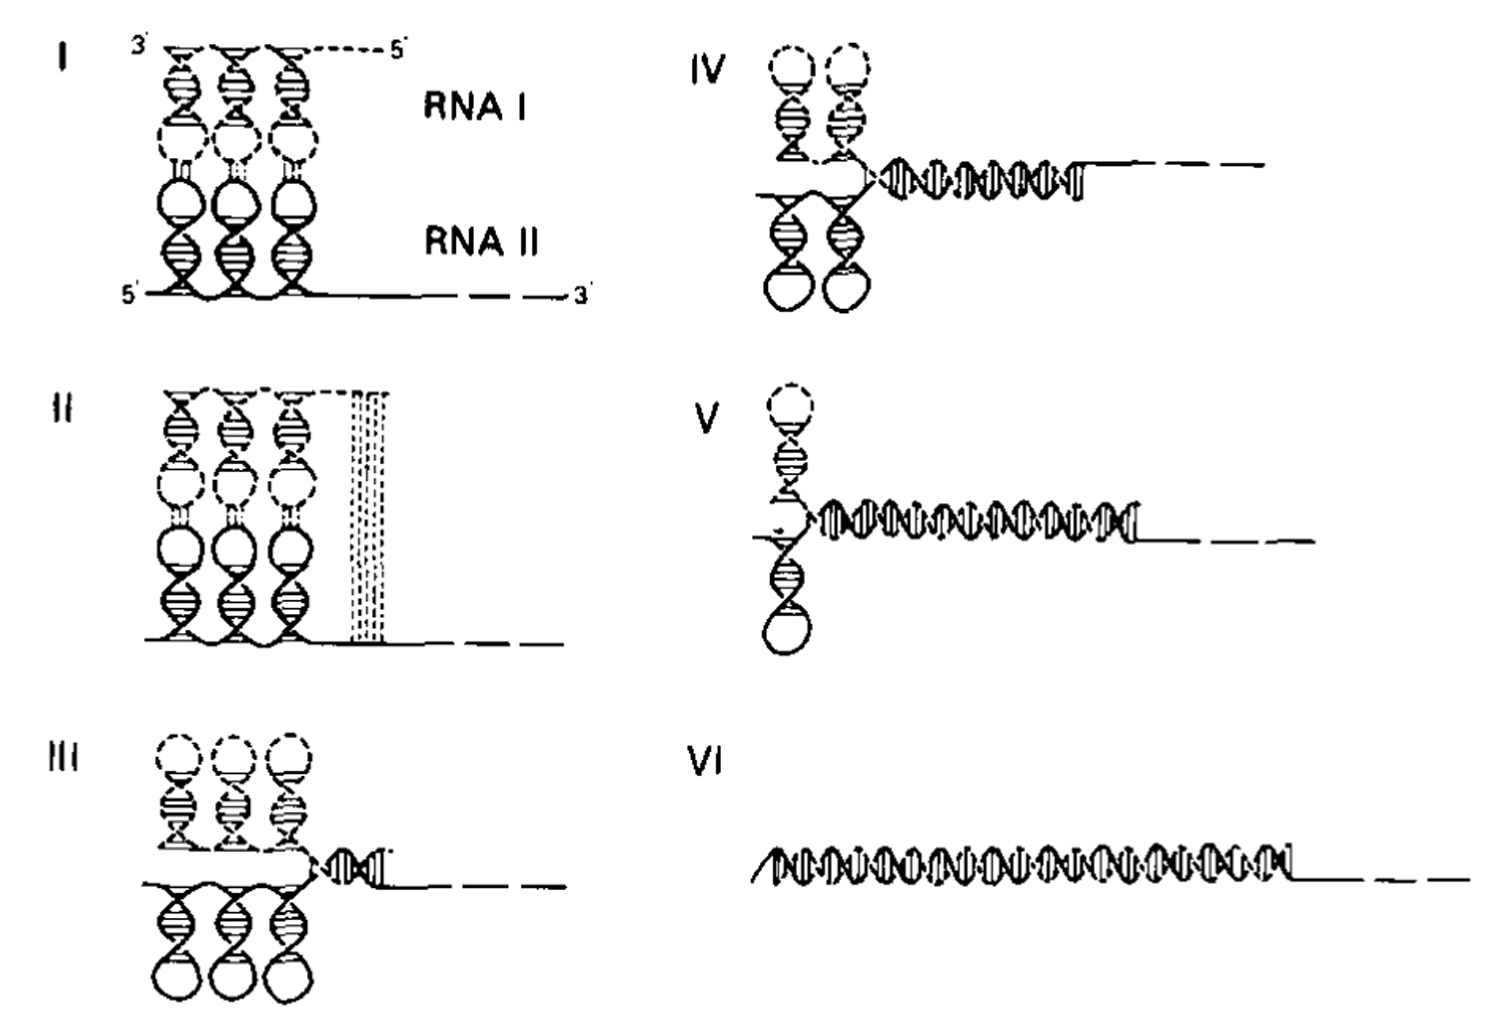 I
3' 5'
RNA I
RNA II
5' 3'
II
III
IV
V
VI